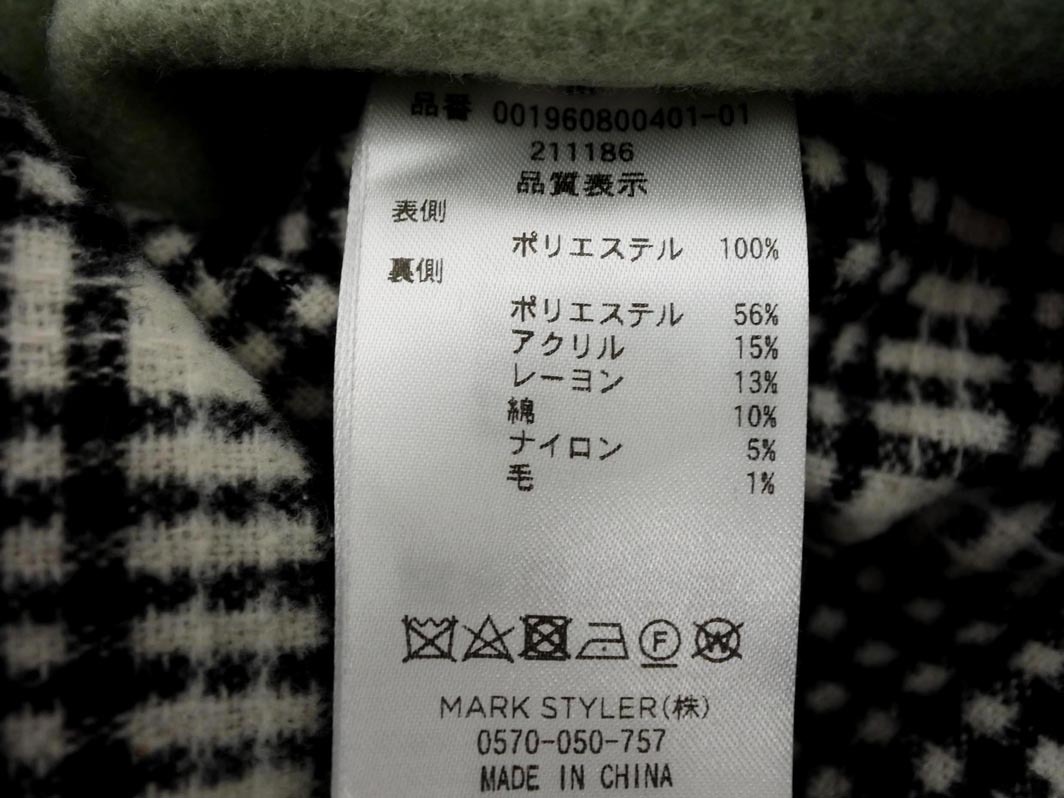 品番 001960800401-01
211186
品質表示
表側
ポリエステル 100%
裏側
ポリエステル 56%
アクリル 15%
レーヨン 13%
綿 10%
ナイロン 5%
毛 1%
F W
MARK STYLER(株)
0570-050-757
MADE IN CHINA